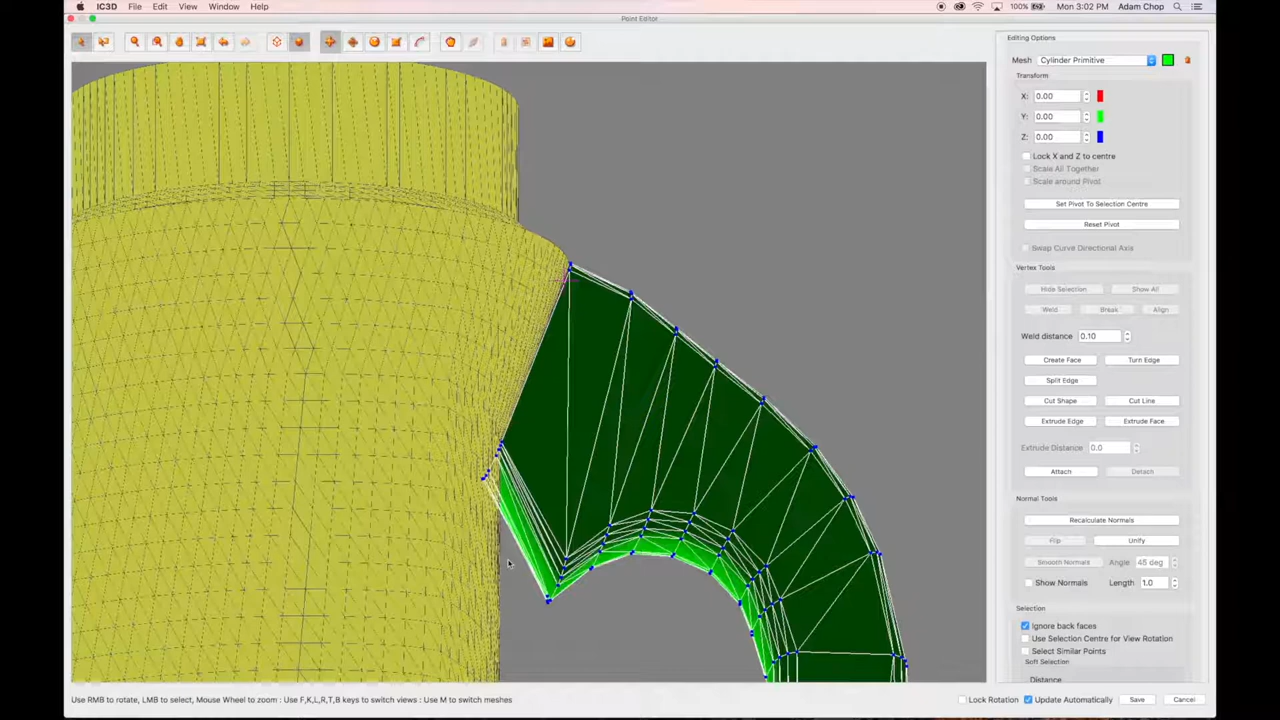 IC3D File Edit View Window Help 100% Mon 3:02 PM Adam Chop
Point Editor
Editing Options
Mesh Cylinder Primitive
Transform
X: 0.00
Y: 0.00
Z: 0.00
Lock X and Z to centre
Scale All Together
Scale around Pivot
Set Pivot To Selection Centre
Reset Pivot
Swap Curve Directional Axis
Vertex Tools
Hide Selection Show All
Weld Break Align
Weld distance 0.10
Create Face Turn Edge
Split Edge
Cut Shape Cut Line
Extrude Edge Extrude Face
Extrude Distance 0.0
Attach Detach
Normal Tools
Recalculate Normals
Flip Unify
Smooth Normals Angle 45 deg
Show Normals Length 1.0
Selection
Ignore back faces
Use Selection Centre for View Rotation
Select Similar Points
Soft Selection
Distance
Use RMB to rotate, LMB to select, Mouse Wheel to zoom : Use F,K,L,R,T,B keys to switch views : Use M to switch meshes Lock Rotation Update Automatically Save Cancel